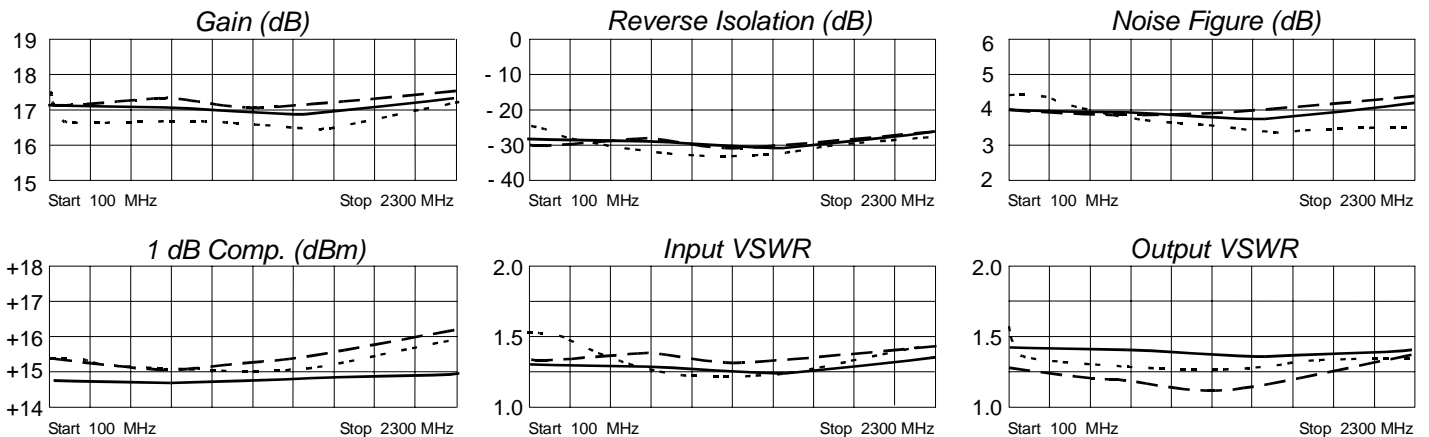 Gain (dB)
19
18
17
16
15
Start 100 MHz
Stop 2300 MHz
Reverse Isolation (dB)
0
- 10
- 20
- 30
- 40
Start 100 MHz
Stop 2300 MHz
Noise Figure (dB)
6
5
4
3
2
Start 100 MHz
Stop 2300 MHz
1 dB Comp. (dBm)
+18
+17
+16
+15
+14
Start 100 MHz
Stop 2300 MHz
Input VSWR
2.0
1.5
1.0
Start 100 MHz
Stop 2300 MHz
Output VSWR
2.0
1.5
1.0
Start 100 MHz
Stop 2300 MHz